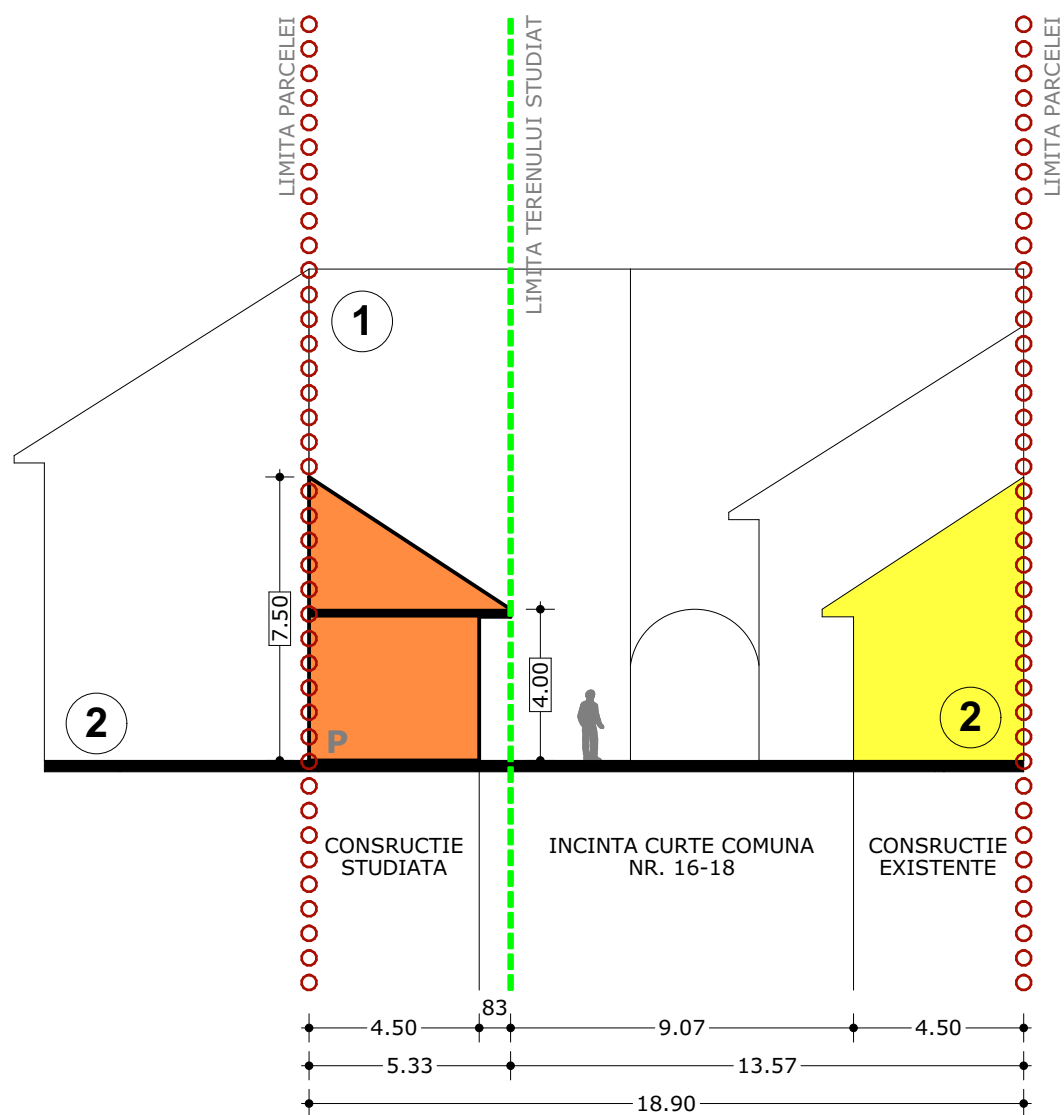 LIMITA PARCELEI
LIMITA TERENULUI STUDIAT
LIMITA PARCELEI
1
7.50
4.00
2
P
2
CONSRUCTIE
STUDIATA
INCINTA CURTE COMUNA
NR. 16-18
CONSRUCTIE
EXISTENTE
83
4.50
9.07
4.50
5.33
13.57
18.90